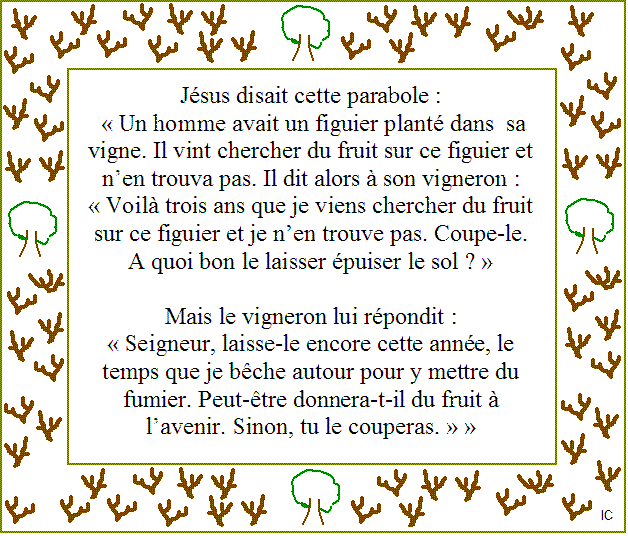 Jésus disait cette parabole :
« Un homme avait un figuier planté dans sa
vigne. Il vint chercher du fruit sur ce figuier et
n’en trouva pas. Il dit alors à son vigneron :
« Voilà trois ans que je viens chercher du fruit
sur ce figuier et je n’en trouve pas. Coupe-le.
A quoi bon le laisser épuiser le sol ? »
Mais le vigneron lui répondit :
« Seigneur, laisse-le encore cette année, le
temps que je bêche autour pour y mettre du
fumier. Peut-être donnera-t-il du fruit à
l’avenir. Sinon, tu le couperas. » »
IC